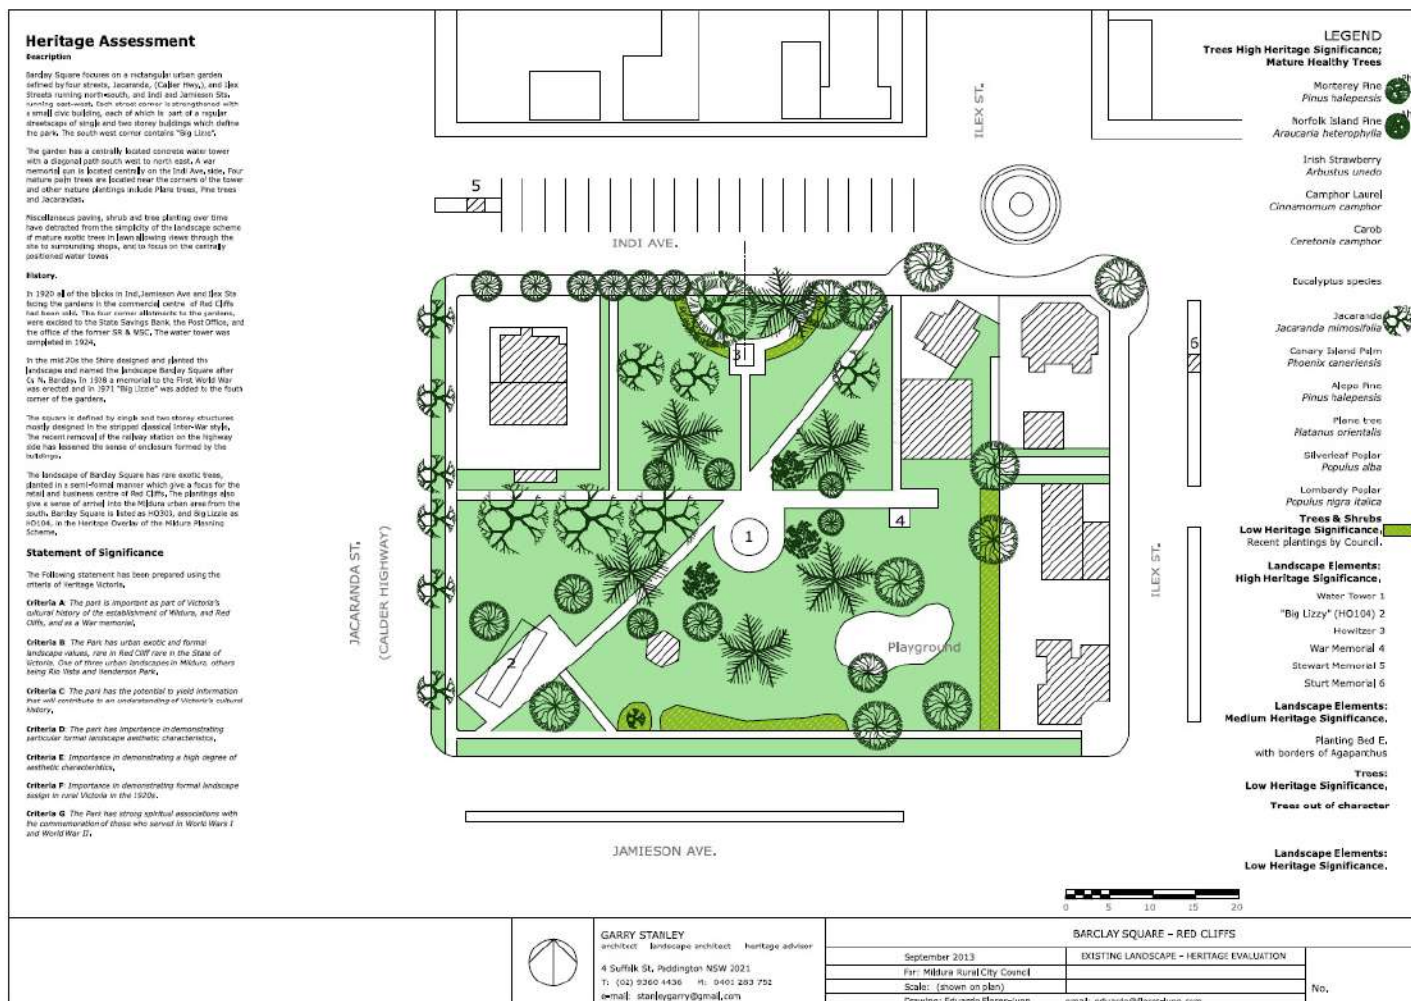 Heritage Assessment
Description
Barclay Square focuses on a rectangular urban garden
defined by four streets, Jacaranda, (Calder Hwy,), and Ilex
Streets running north-south, and Indi and Jamieson Sts.
running east-west. Each street corner is strengthened with
a small civic building, each of which is part of a regular
streetscape of single and two storey buildings which define
the park. The south west corner contains "Big Lizzie".
The garden has a centrally located concrete water tower
with a diagonal path south west to north east. A war
memorial gun is located centrally on the Indi Ave, side. Four
mature palm trees are located near the corners of the tower
and other mature plantings include Plane trees, Pine trees
and Jacarandas.
Miscellaneous paving, shrub and tree planting over time
have detracted from the simplicity of the landscape scheme
of mature exotic trees in lawn allowing views through the
site to surrounding shops, and to focus on the centrally
positioned water tower
History.
In 1920 all of the blocks in Indi, Jamieson Ave and Ilex Sts
facing the gardens in the commercial centre of Red Cliffs
had been sold. The four corner allotments to the gardens,
were excised to the State Savings Bank, the Post Office, and
the office of the former SR & WSC. The water tower was
completed in 1924.
In the mid 20s the Shire designed and planted the
landscape and named the landscape Barclay Square after
N. Barclay. In 1938 a memorial to the First World War
was erected and in 1971 "Big Lizzie" was added to the fouth
corner of the gardens.
The square is defined by single and two storey structures
mostly designed in the stripped classical Inter-War style.
The recent removal of the railway station on the highway
side has lessened the sense of enclosure formed by the
buildings.
The landscape of Barclay Square has rare exotic trees,
planted in a semi-formal manner which give a focus for the
retail and business centre of Red Cliffs. The plantings also
give a sense of arrival into the Mildura urban area from the
south. Barclay Square is listed as HO303, and Big Lizzie as
HO104, in the Heritage Overlay of the Mildura Planning
Scheme.
Statement of Significance
The Following statement has been prepared using the
criteria of Heritage Victoria.
Criteria A The park is important as part of Victoria's
cultural history of the establishment of Mildura, and Red
Cliffs, and as a War memorial.
Criteria B The Park has urban exotic and formal
landscape values, rare in Red Cliff rare in the State of
Victoria. One of three urban landscapes in Mildura, others
being Rio Vista and Henderson Park.
Criteria C The park has the potential to yield information
that will contribute to an understanding of Victoria's cultural
history.
Criteria D The park has importance in demonstrating
particular formal landscape aesthetic characteristics.
Criteria E Importance in demonstrating a high degree of
aesthetic characteristics.
Criteria F Importance in demonstrating formal landscape
design in rural Victoria in the 1920s.
Criteria G The Park has strong spiritual associations with
the commemoration of those who served in World Wars I
and World War II.
5
INDI AVE.
ILEX ST.
3
6
1
4
2
Playground
JACARANDA ST.
(CALDER HIGHWAY)
ILEX ST.
JAMIESON AVE.
LEGEND
Trees High Heritage Significance;
Mature Healthy Trees
Monterey Pine
Pinus halepensis
Norfolk Island Pine
Araucaria heterophylla
Irish Strawberry
Arbustus unedo
Camphor Laurel
Cinnamomum camphor
Carob
Ceretonia camphor
Eucalyptus species
Jacaranda
Jacaranda mimosifolia
Canary Island Palm
Phoenix caneriensis
Alepo Pine
Pinus halepensis
Plane tree
Platanus orientalis
Silverleaf Poplar
Populus alba
Lombardy Poplar
Populus nigra italica
Trees & Shrubs
Low Heritage Significance,
Recent plantings by Council.
Landscape Elements:
High Heritage Significance,
Water Tower 1
"Big Lizzy" (HO104) 2
Howitzer 3
War Memorial 4
Stewart Memorial 5
Sturt Memorial 6
Landscape Elements:
Medium Heritage Significance.
Planting Bed E.
with borders of Agapanthus
Trees:
Low Heritage Significance,
Trees out of character
Landscape Elements:
Low Heritage Significance.
0 5 10 15 20
GARRY STANLEY
architect landscape architect heritage advisor
4 Suffolk St, Paddington NSW 2021
T: (02) 9360 4436 M: 0401 283 752
e-mail: stanleygarry@gmail.com
BARCLAY SQUARE - RED CLIFFS
September 2013
EXISTING LANDSCAPE - HERITAGE EVALUATION
For: Mildura Rural City Council
Scale: (shown on plan)
No.